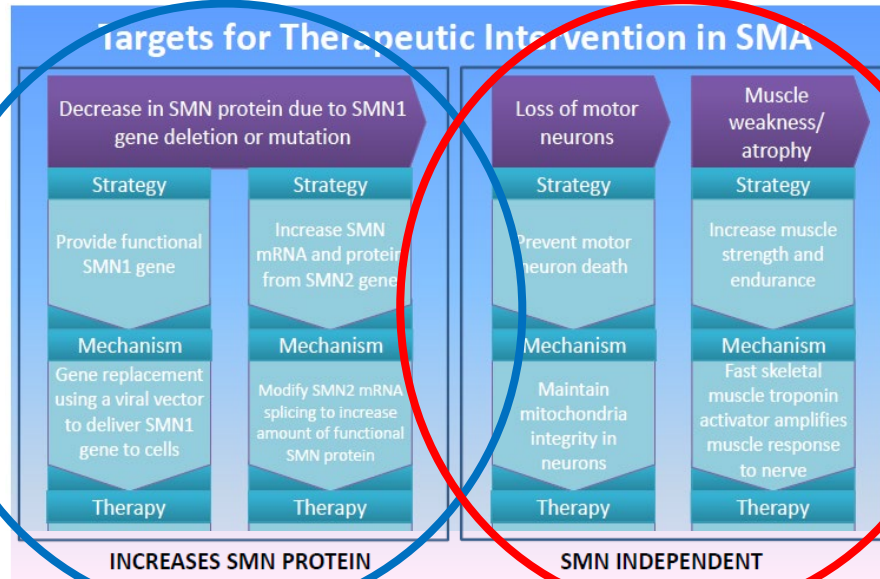 Targets for Therapeutic Intervention in SMA
Decrease in SMN protein due to SMN1
gene deletion or mutation
Strategy
Provide functional
SMN1 gene
Mechanism
Gene replacement
using a viral vector
to deliver SMN1
gene to cells
Therapy
Strategy
Increase SMN
mRNA and protein
from SMN2 gene
Mechanism
Modify SMN2 mRNA
splicing to increase
amount of functional
SMN protein
Therapy
INCREASES SMN PROTEIN
Loss of motor
neurons
Strategy
Prevent motor
neuron death
Mechanism
Maintain
mitochondria
integrity in
neurons
Therapy
Muscle
weakness/
atrophy
Strategy
Increase muscle
strength and
endurance
Mechanism
Fast skeletal
muscle troponin
activator amplifies
muscle response
to nerve
Therapy
SMN INDEPENDENT